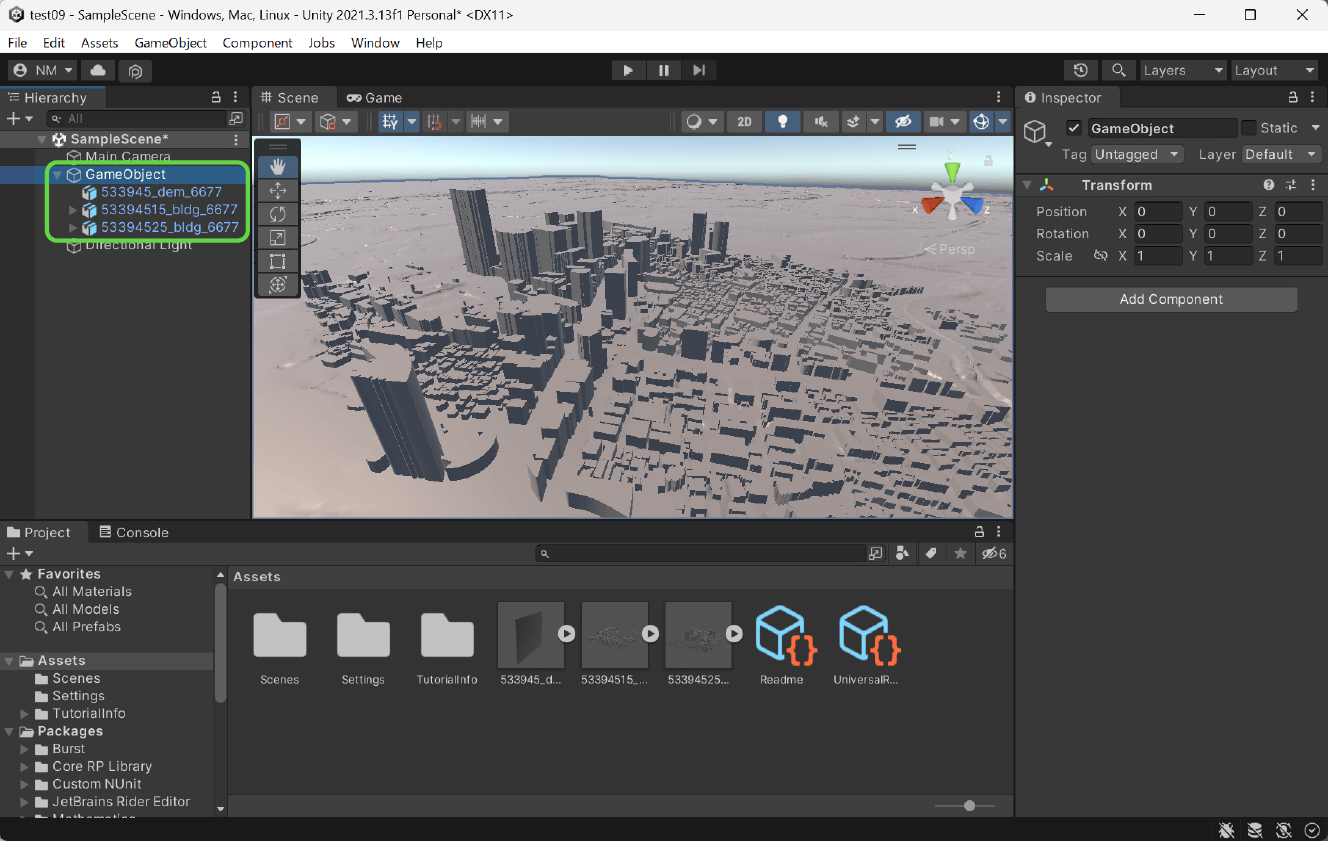 test09 - SampleScene - Windows, Mac, Linux - Unity 2021.3.13f1 Personal* <DX11>
File Edit Assets GameObject Component Jobs Window Help
NM Layers Layout
Hierarchy
All
SampleScene*
Main Camera
GameObject
533945_dem_6677
53394515_bldg_6677
53394525_bldg_6677
Directional Light
Scene Game
2D
y
x z
Persp
Inspector
GameObject Static
Tag Untagged Layer Default
Transform
Position X 0 Y 0 Z 0
Rotation X 0 Y 0 Z 0
Scale X 1 Y 1 Z 1
Add Component
Project Console
6
Favorites
All Materials
All Models
All Prefabs
Assets
Scenes
Settings
TutorialInfo
Packages
Burst
Core RP Library
Custom NUnit
JetBrains Rider Editor
Mathematics
Assets
Scenes Settings TutorialInfo 533945_d... 53394515_... 53394525... Readme UniversalR...